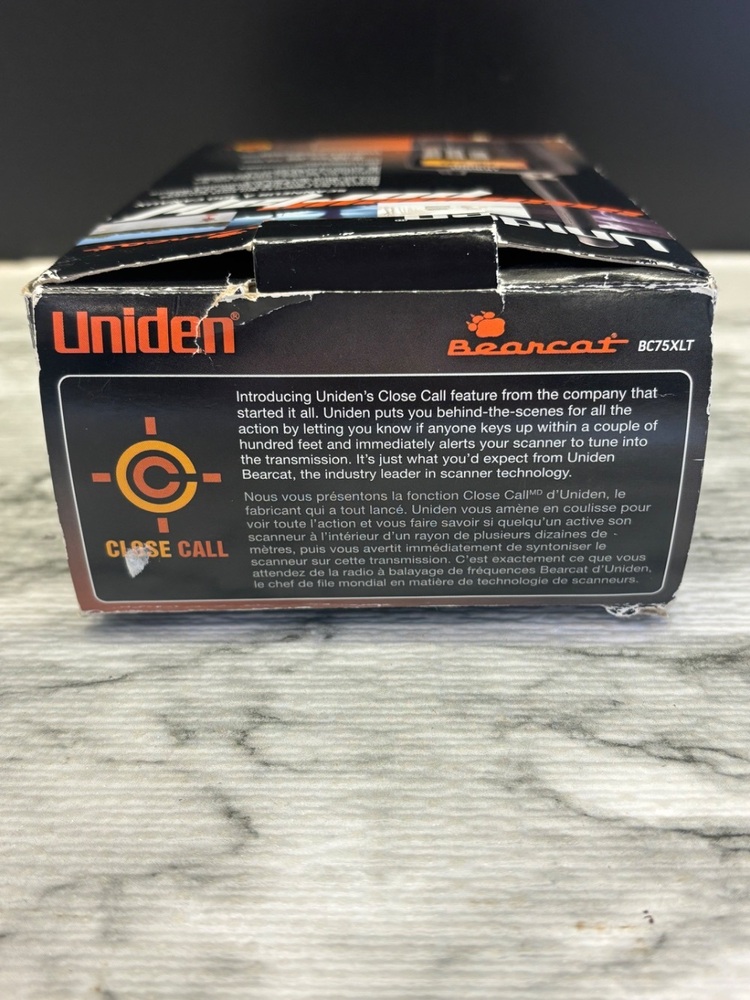 Uniden
Uniden®
Bearcat BC75XLT
Introducing Uniden's Close Call feature from the company that
started it all. Uniden puts you behind-the-scenes for all the
action by letting you know if anyone keys up within a couple of
hundred feet and immediately alerts your scanner to tune into
the transmission. It's just what you'd expect from Uniden
Bearcat, the industry leader in scanner technology.
Nous vous présentons la fonction Close Callᴹᴰ d'Uniden, le
fabricant qui a tout lancé. Uniden vous amène en coulisse pour
voir toute l'action et vous faire savoir si quelqu'un active son
scanneur à l'intérieur d'un rayon de plusieurs dizaines de
mètres, puis vous avertit immédiatement de syntoniser le
scanneur sur cette transmission. C'est exactement ce que vous
attendez de la radio à balayage de fréquences Bearcat d'Uniden,
le chef de file mondial en matière de technologie de scanneurs.
CLOSE CALL